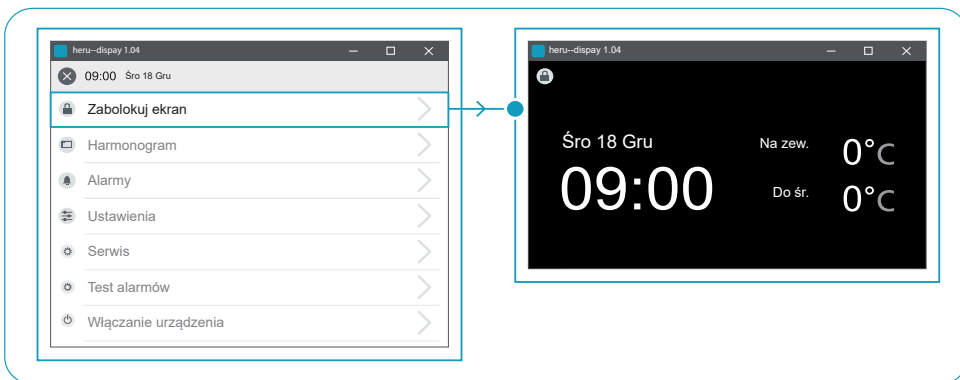 heru--dispay 1.04
09:00 Śro 18 Gru
Zabolokuj ekran
Harmonogram
Alarmy
Ustawienia
Serwis
Test alarmów
Włączanie urządzenia
heru--dispay 1.04
Śro 18 Gru
09:00
Na zew. 0°C
Do śr. 0°C